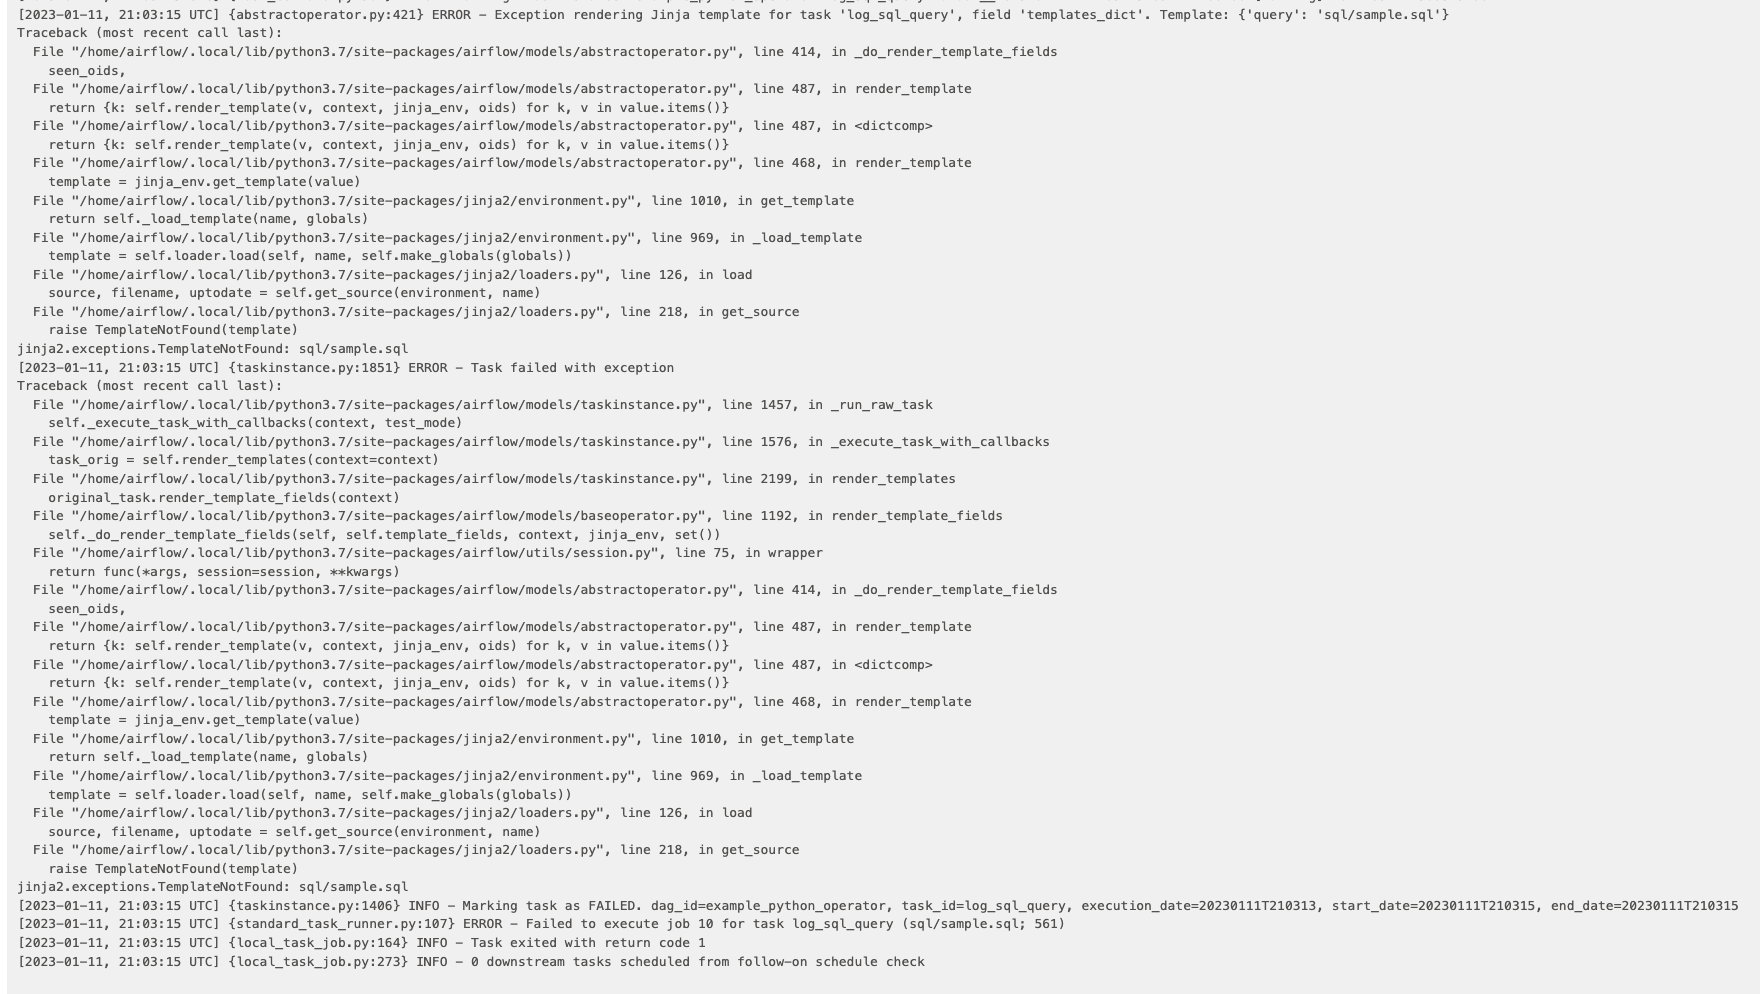 [2023-01-11, 21:03:15 UTC] {abstractoperator.py:421} ERROR - Exception rendering Jinja template for task 'log_sql_query', field 'templates_dict'. Template: {'query': 'sql/sample.sql'}
Traceback (most recent call last):
  File "/home/airflow/.local/lib/python3.7/site-packages/airflow/models/abstractoperator.py", line 414, in _do_render_template_fields
    seen_oids,
  File "/home/airflow/.local/lib/python3.7/site-packages/airflow/models/abstractoperator.py", line 487, in render_template
    return {k: self.render_template(v, context, jinja_env, oids) for k, v in value.items()}
  File "/home/airflow/.local/lib/python3.7/site-packages/airflow/models/abstractoperator.py", line 487, in <dictcomp>
    return {k: self.render_template(v, context, jinja_env, oids) for k, v in value.items()}
  File "/home/airflow/.local/lib/python3.7/site-packages/airflow/models/abstractoperator.py", line 468, in render_template
    template = jinja_env.get_template(value)
  File "/home/airflow/.local/lib/python3.7/site-packages/jinja2/environment.py", line 1010, in get_template
    return self._load_template(name, globals)
  File "/home/airflow/.local/lib/python3.7/site-packages/jinja2/environment.py", line 969, in _load_template
    template = self.loader.load(self, name, self.make_globals(globals))
  File "/home/airflow/.local/lib/python3.7/site-packages/jinja2/loaders.py", line 126, in load
    source, filename, uptodate = self.get_source(environment, name)
  File "/home/airflow/.local/lib/python3.7/site-packages/jinja2/loaders.py", line 218, in get_source
    raise TemplateNotFound(template)
jinja2.exceptions.TemplateNotFound: sql/sample.sql
[2023-01-11, 21:03:15 UTC] {taskinstance.py:1851} ERROR - Task failed with exception
Traceback (most recent call last):
  File "/home/airflow/.local/lib/python3.7/site-packages/airflow/models/taskinstance.py", line 1457, in _run_raw_task
    self._execute_task_with_callbacks(context, test_mode)
  File "/home/airflow/.local/lib/python3.7/site-packages/airflow/models/taskinstance.py", line 1576, in _execute_task_with_callbacks
    task_orig = self.render_templates(context=context)
  File "/home/airflow/.local/lib/python3.7/site-packages/airflow/models/taskinstance.py", line 2199, in render_templates
    original_task.render_template_fields(context)
  File "/home/airflow/.local/lib/python3.7/site-packages/airflow/models/baseoperator.py", line 1192, in render_template_fields
    self._do_render_template_fields(self, self.template_fields, context, jinja_env, set())
  File "/home/airflow/.local/lib/python3.7/site-packages/airflow/utils/session.py", line 75, in wrapper
    return func(*args, session=session, **kwargs)
  File "/home/airflow/.local/lib/python3.7/site-packages/airflow/models/abstractoperator.py", line 414, in _do_render_template_fields
    seen_oids,
  File "/home/airflow/.local/lib/python3.7/site-packages/airflow/models/abstractoperator.py", line 487, in render_template
    return {k: self.render_template(v, context, jinja_env, oids) for k, v in value.items()}
  File "/home/airflow/.local/lib/python3.7/site-packages/airflow/models/abstractoperator.py", line 487, in <dictcomp>
    return {k: self.render_template(v, context, jinja_env, oids) for k, v in value.items()}
  File "/home/airflow/.local/lib/python3.7/site-packages/airflow/models/abstractoperator.py", line 468, in render_template
    template = jinja_env.get_template(value)
  File "/home/airflow/.local/lib/python3.7/site-packages/jinja2/environment.py", line 1010, in get_template
    return self._load_template(name, globals)
  File "/home/airflow/.local/lib/python3.7/site-packages/jinja2/environment.py", line 969, in _load_template
    template = self.loader.load(self, name, self.make_globals(globals))
  File "/home/airflow/.local/lib/python3.7/site-packages/jinja2/loaders.py", line 126, in load
    source, filename, uptodate = self.get_source(environment, name)
  File "/home/airflow/.local/lib/python3.7/site-packages/jinja2/loaders.py", line 218, in get_source
    raise TemplateNotFound(template)
jinja2.exceptions.TemplateNotFound: sql/sample.sql
[2023-01-11, 21:03:15 UTC] {taskinstance.py:1406} INFO - Marking task as FAILED. dag_id=example_python_operator, task_id=log_sql_query, execution_date=20230111T210313, start_date=20230111T210315, end_date=20230111T210315
[2023-01-11, 21:03:15 UTC] {standard_task_runner.py:107} ERROR - Failed to execute job 10 for task log_sql_query (sql/sample.sql; 561)
[2023-01-11, 21:03:15 UTC] {local_task_job.py:164} INFO - Task exited with return code 1
[2023-01-11, 21:03:15 UTC] {local_task_job.py:273} INFO - 0 downstream tasks scheduled from follow-on schedule check